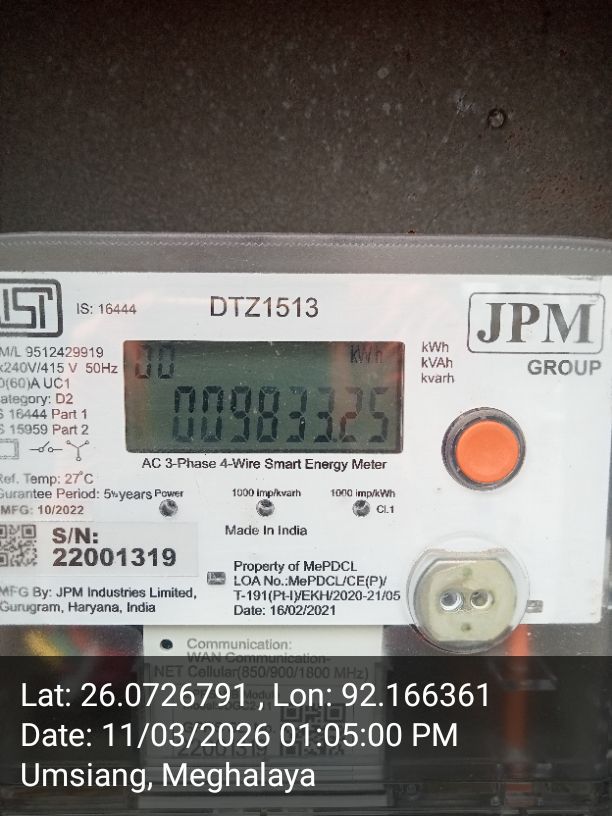 ISI
IS: 16444
DTZ1513
JPM
GROUP
M/L 9512429919
x240V/415 V 50Hz
0(60)A UC1
ategory: D2
S 16444 Part 1
S 15959 Part 2
00 kWh
009833.25
kWh
kVAh
kvarh
AC 3-Phase 4-Wire Smart Energy Meter
Ref. Temp: 27°C
Gurantee Period: 5½years
MFG: 10/2022
Power
1000 imp/kvarh
1000 imp/kWh
Cl.1
Made In India
S/N:
22001319
MFG By: JPM Industries Limited,
Gurugram, Haryana, India
Property of MePDCL
LOA No.:MePDCL/CE(P)/
T-191(Pt-I)/EKH/2020-21/05
Date: 16/02/2021
Communication:
WAN Communication-
NET Cellular(850/900/1800 MHz)
22001319
Lat: 26.0726791 , Lon: 92.166361
Date: 11/03/2026 01:05:00 PM
Umsiang, Meghalaya